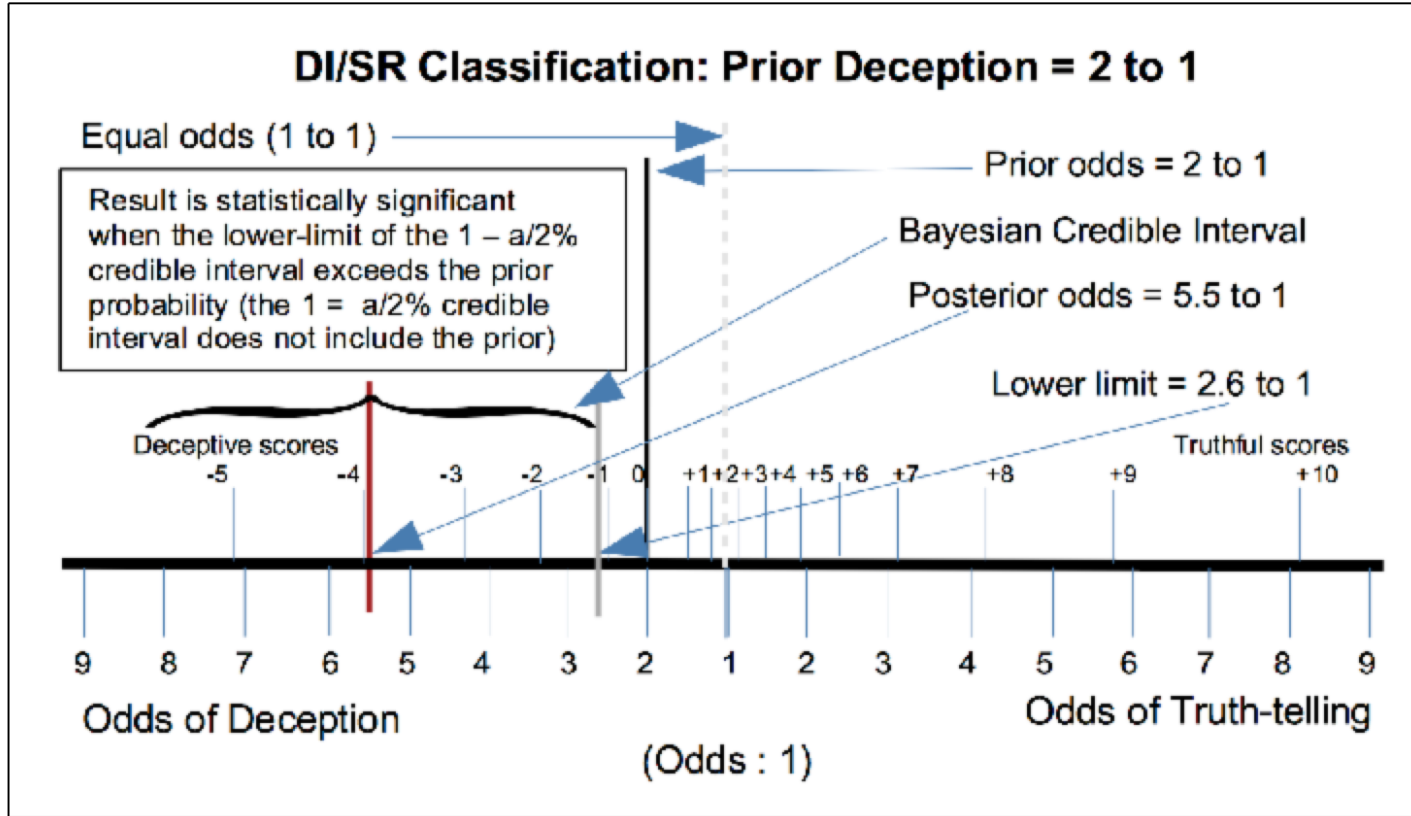 DI/SR Classification: Prior Deception = 2 to 1
Equal odds (1 to 1)
Prior odds = 2 to 1
Result is statistically significant
when the lower-limit of the 1 – a/2%
credible interval exceeds the prior
probability (the 1 = a/2% credible
interval does not include the prior)
Bayesian Credible Interval
Posterior odds = 5.5 to 1
Lower limit = 2.6 to 1
Deceptive scores
Truthful scores
-5 -4 -3 -2 -1 0 +1 +2 +3 +4 +5 +6 +7 +8 +9 +10
9 8 7 6 5 4 3 2 1 2 3 4 5 6 7 8 9
Odds of Deception
Odds of Truth-telling
(Odds : 1)